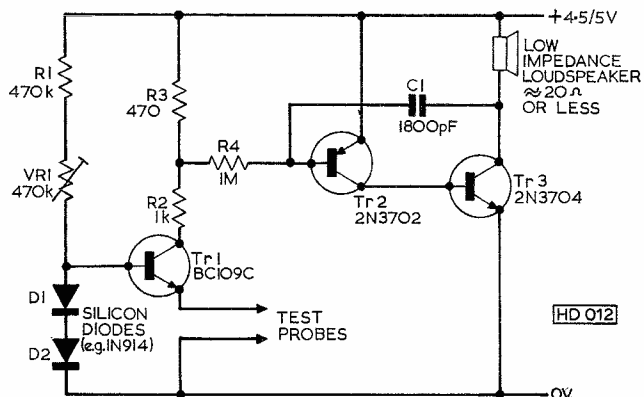 +4·5/5V
LOW
IMPEDANCE
LOUDSPEAKER
≈20Ω
OR LESS
R1
470k
R3
470
C1
1800pF
R4
1M
VR1
470k
R2
1k
Tr2
2N3702
Tr3
2N3704
Tr1
BC109C
D1
SILICON
DIODES
(e.g.1N914)
D2
TEST
PROBES
HD 012
0V